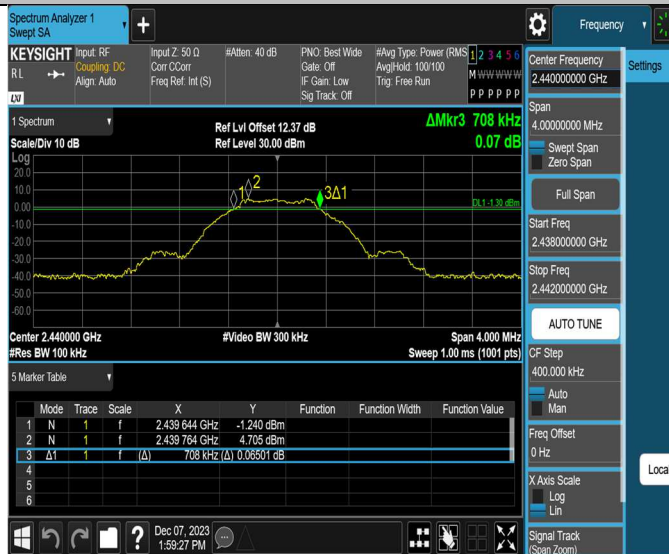 Spectrum Analyzer 1
Swept SA
+
Frequency
KEYSIGHT
RL
LXI
Input: RF
Coupling: DC
Align: Auto
Input Z: 50 Ω
Corr CCorr
Freq Ref: Int (S)
#Atten: 40 dB
PNO: Best Wide
Gate: Off
IF Gain: Low
Sig Track: Off
#Avg Type: Power (RMS
Avg|Hold: 100/100
Trig: Free Run
1 2 3 4 5 6
M W W W W W
P P P P P P
1 Spectrum
Scale/Div 10 dB
Ref Lvl Offset 12.37 dB
Ref Level 30.00 dBm
ΔMkr3 708 kHz
0.07 dB
Log
20.0
10.0
0.00
-10.0
-20.0
-30.0
-40.0
-50.0
-60.0
1
2
3Δ1
DL1 -1.30 dBm
Center 2.440000 GHz
#Video BW 300 kHz
Span 4.000 MHz
#Res BW 100 kHz
Sweep 1.00 ms (1001 pts)
5 Marker Table
Mode Trace Scale X Y Function Function Width Function Value
1 N 1 f 2.439 644 GHz -1.240 dBm
2 N 1 f 2.439 764 GHz 4.705 dBm
3 Δ1 1 f (Δ) 708 kHz (Δ) 0.06501 dB
4
5
6
?
Dec 07, 2023
1:59:27 PM
Center Frequency
2.440000000 GHz
Span
4.00000000 MHz
Swept Span
Zero Span
Full Span
Start Freq
2.438000000 GHz
Stop Freq
2.442000000 GHz
AUTO TUNE
CF Step
400.000 kHz
Auto
Man
Freq Offset
0 Hz
X Axis Scale
Log
Lin
Signal Track
(Span Zoom)
Settings
Local